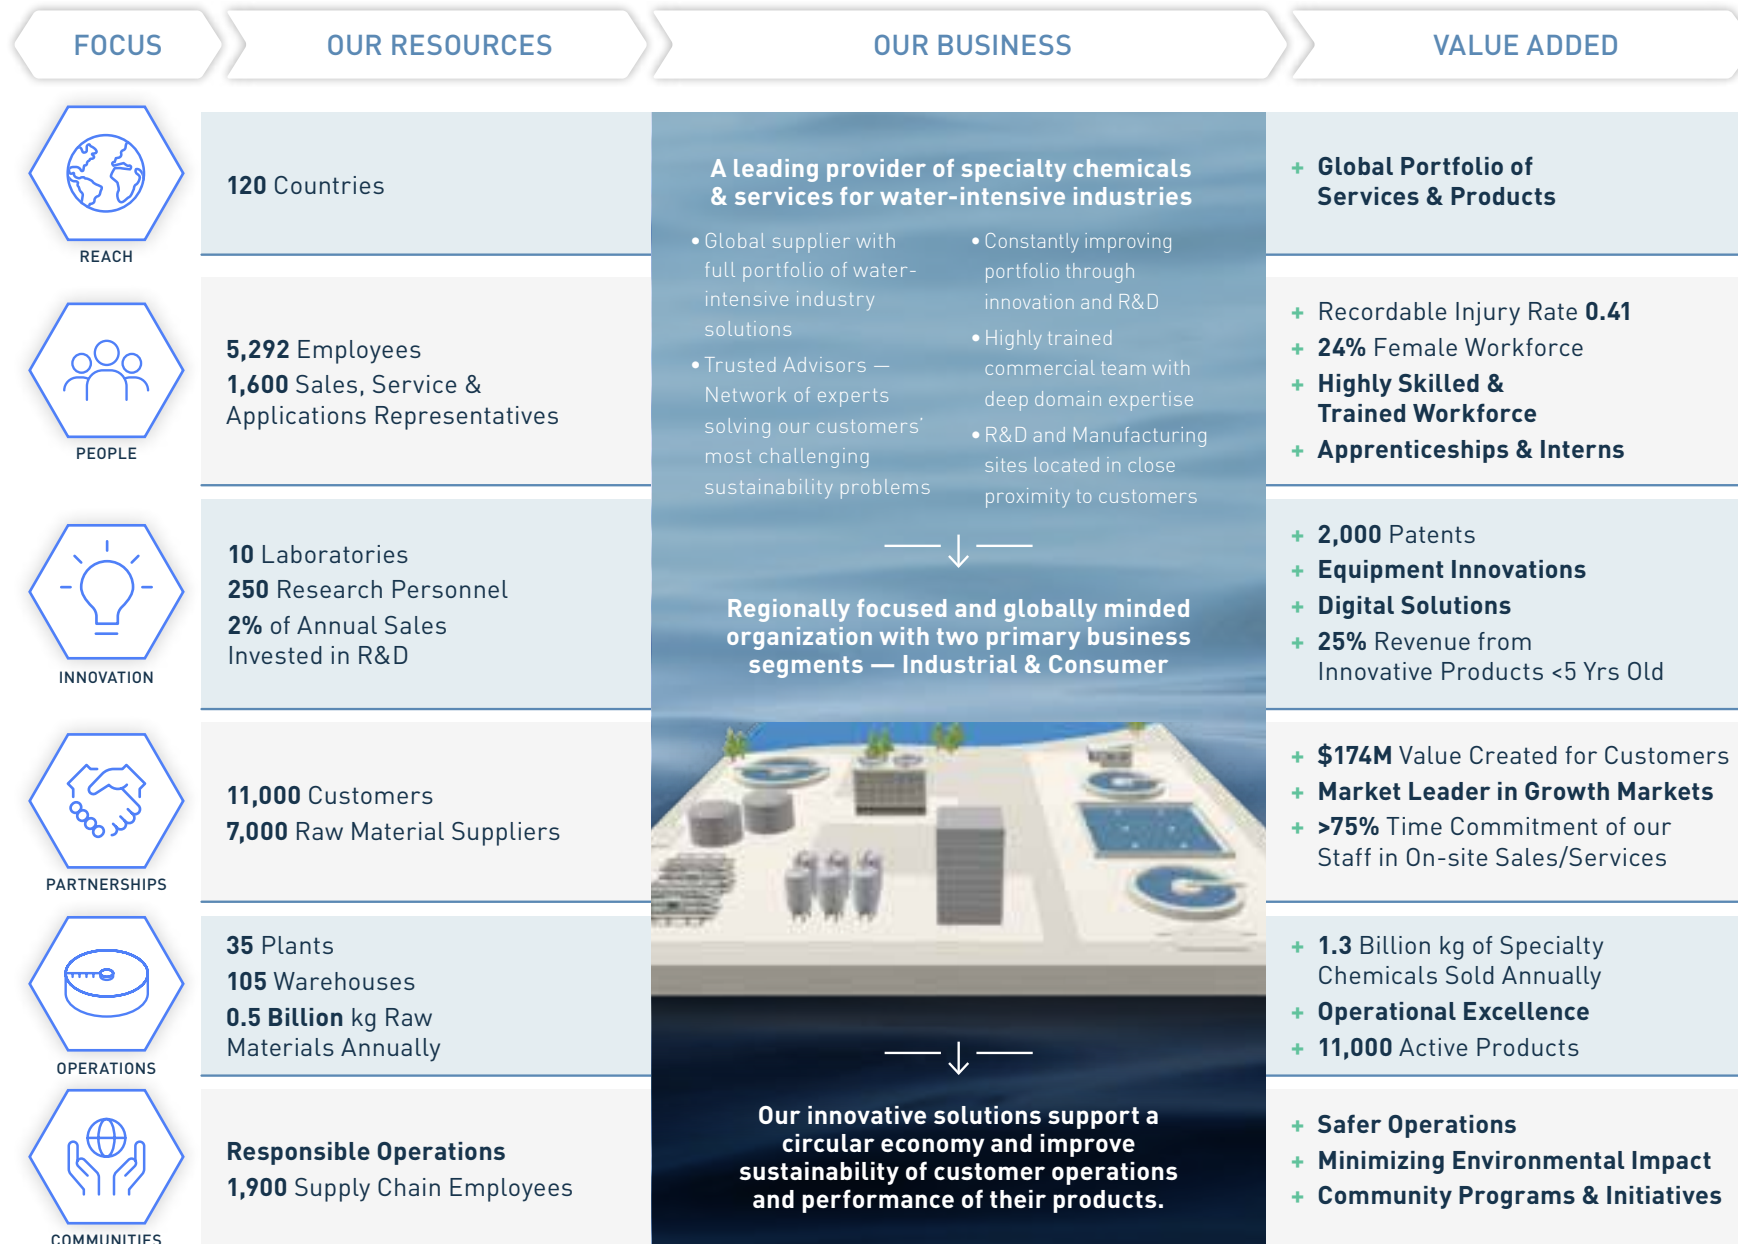 FOCUS
OUR RESOURCES
OUR BUSINESS
VALUE ADDED
REACH
120 Countries
A leading provider of specialty chemicals
& services for water-intensive industries
• Global supplier with
full portfolio of water-
intensive industry
solutions
• Trusted Advisors —
Network of experts
solving our customers'
most challenging
sustainability problems
• Constantly improving
portfolio through
innovation and R&D
• Highly trained
commercial team with
deep domain expertise
• R&D and Manufacturing
sites located in close
proximity to customers
+ Global Portfolio of
Services & Products
PEOPLE
5,292 Employees
1,600 Sales, Service &
Applications Representatives
+ Recordable Injury Rate 0.41
+ 24% Female Workforce
+ Highly Skilled &
Trained Workforce
+ Apprenticeships & Interns
INNOVATION
10 Laboratories
250 Research Personnel
2% of Annual Sales
Invested in R&D
Regionally focused and globally minded
organization with two primary business
segments — Industrial & Consumer
+ 2,000 Patents
+ Equipment Innovations
+ Digital Solutions
+ 25% Revenue from
Innovative Products <5 Yrs Old
PARTNERSHIPS
11,000 Customers
7,000 Raw Material Suppliers
+ $174M Value Created for Customers
+ Market Leader in Growth Markets
+ >75% Time Commitment of our
Staff in On-site Sales/Services
OPERATIONS
35 Plants
105 Warehouses
0.5 Billion kg Raw
Materials Annually
+ 1.3 Billion kg of Specialty
Chemicals Sold Annually
+ Operational Excellence
+ 11,000 Active Products
COMMUNITIES
Responsible Operations
1,900 Supply Chain Employees
Our innovative solutions support a
circular economy and improve
sustainability of customer operations
and performance of their products.
+ Safer Operations
+ Minimizing Environmental Impact
+ Community Programs & Initiatives